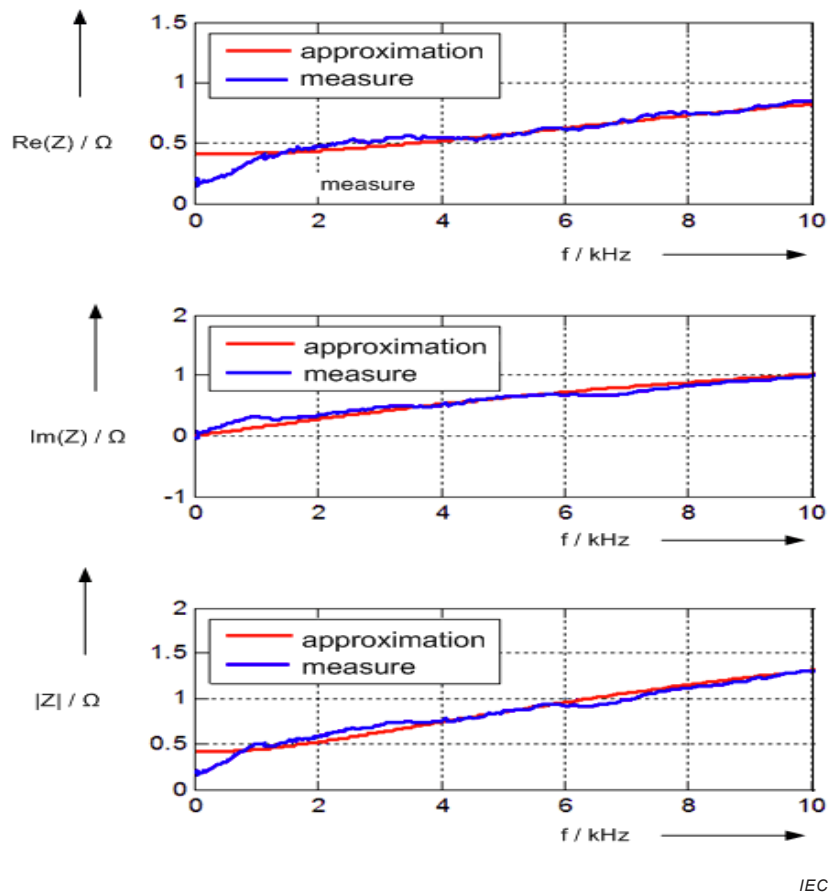 1.5
approximation
measure
1
Re(Z) / Ω
0.5
measure
0
0 2 4 6 8 10
f / kHz
2
approximation
measure
1
Im(Z) / Ω
0
-1
0 2 4 6 8 10
f / kHz
2
approximation
measure
1.5
|Z| / Ω
1
0.5
0
0 2 4 6 8 10
f / kHz
IEC